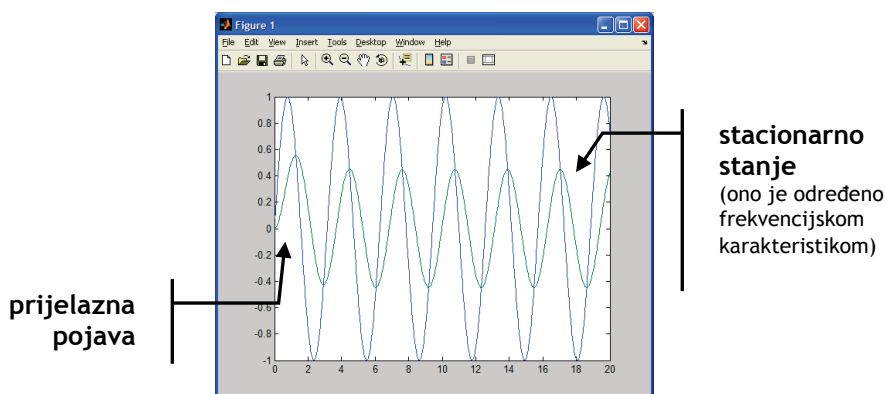 Figure 1
File Edit View Insert Tools Desktop Window Help
1
0.8
0.6
0.4
0.2
0
-0.2
-0.4
-0.6
-0.8
-1
0 2 4 6 8 10 12 14 16 18 20
stacionarno
stanje
(ono je određeno
frekvencijskom
karakteristikom)
prijelazna
pojava